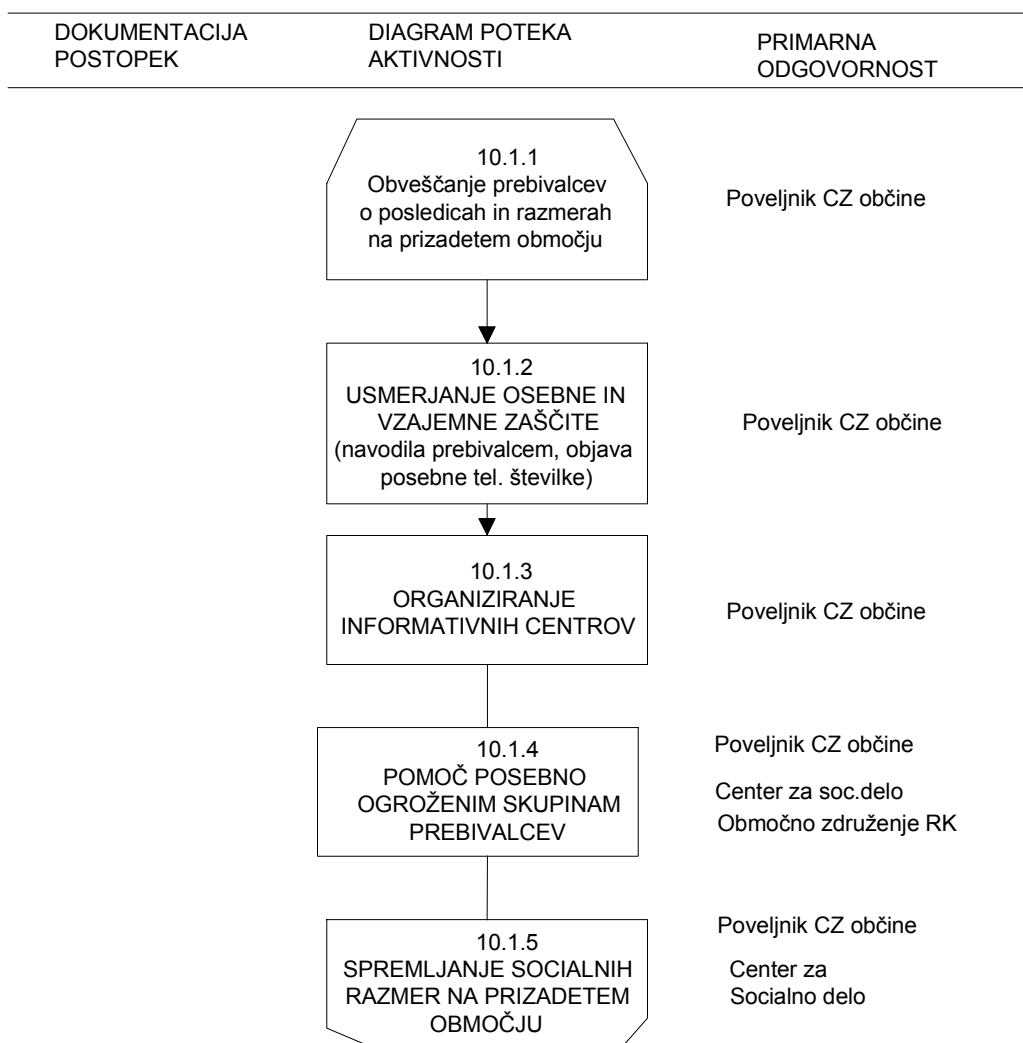 DOKUMENTACIJA
POSTOPEK
DIAGRAM POTEKA
AKTIVNOSTI
PRIMARNA
ODGOVORNOST
10.1.1
Obveščanje prebivalcev
o posledicah in razmerah
na prizadetem območju
Poveljnik CZ občine
10.1.2
USMERJANJE OSEBNE IN
VZAJEMNE ZAŠČITE
(navodila prebivalcem, objava
posebne tel. številke)
Poveljnik CZ občine
10.1.3
ORGANIZIRANJE
INFORMATIVNIH CENTROV
Poveljnik CZ občine
10.1.4
POMOČ POSEBNO
OGROŽENIM SKUPINAM
PREBIVALCEV
Poveljnik CZ občine
Center za soc.delo
Območno združenje RK
10.1.5
SPREMLJANJE SOCIALNIH
RAZMER NA PRIZADETEM
OBMOČJU
Poveljnik CZ občine
Center za
Socialno delo